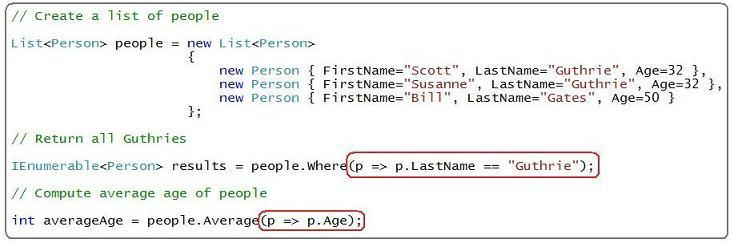 // Create a list of people
List<Person> people = new List<Person>
{
new Person { FirstName="Scott", LastName="Guthrie", Age=32 },
new Person { FirstName="Susanne", LastName="Guthrie", Age=32 },
new Person { FirstName="Bill", LastName="Gates", Age=50 }
};
// Return all Guthries
IEnumerable<Person> results = people.Where(p => p.LastName == "Guthrie");
// Compute average age of people
int averageAge = people.Average(p => p.Age);